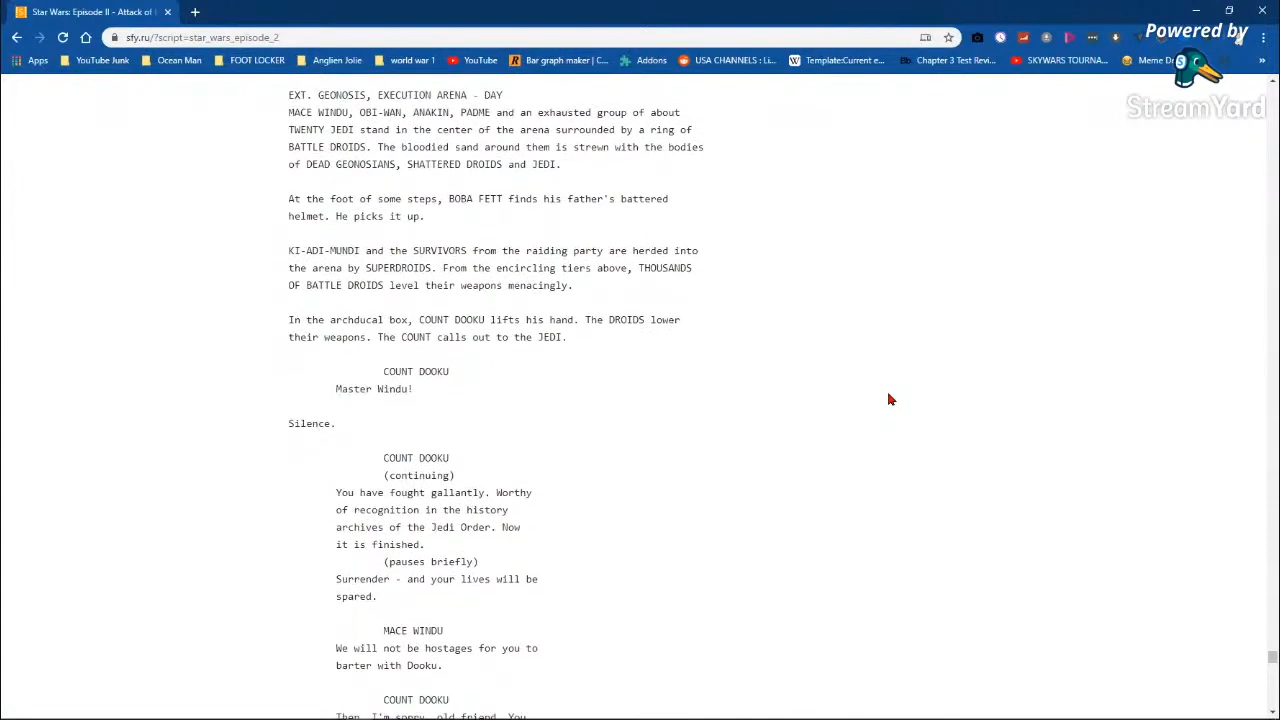 Star Wars: Episode II - Attack of
Powered by
sfy.ru/?script=star_wars_episode_2
Apps YouTube Junk Ocean Man FOOT LOCKER Anglien Jolie world war 1 YouTube Bar graph maker | C... Addons USA CHANNELS : Li... Template:Current e... Chapter 3 Test Revi... SKYWARS TOURNA... Meme De »
StreamYard
EXT. GEONOSIS, EXECUTION ARENA - DAY
MACE WINDU, OBI-WAN, ANAKIN, PADME and an exhausted group of about
TWENTY JEDI stand in the center of the arena surrounded by a ring of
BATTLE DROIDS. The bloodied sand around them is strewn with the bodies
of DEAD GEONOSIANS, SHATTERED DROIDS and JEDI.
At the foot of some steps, BOBA FETT finds his father's battered
helmet. He picks it up.
KI-ADI-MUNDI and the SURVIVORS from the raiding party are herded into
the arena by SUPERDROIDS. From the encircling tiers above, THOUSANDS
OF BATTLE DROIDS level their weapons menacingly.
In the archducal box, COUNT DOOKU lifts his hand. The DROIDS lower
their weapons. The COUNT calls out to the JEDI.
COUNT DOOKU
Master Windu!
Silence.
COUNT DOOKU
(continuing)
You have fought gallantly. Worthy
of recognition in the history
archives of the Jedi Order. Now
it is finished.
(pauses briefly)
Surrender - and your lives will be
spared.
MACE WINDU
We will not be hostages for you to
barter with Dooku.
COUNT DOOKU
Then, I'm sorry, old friend. You